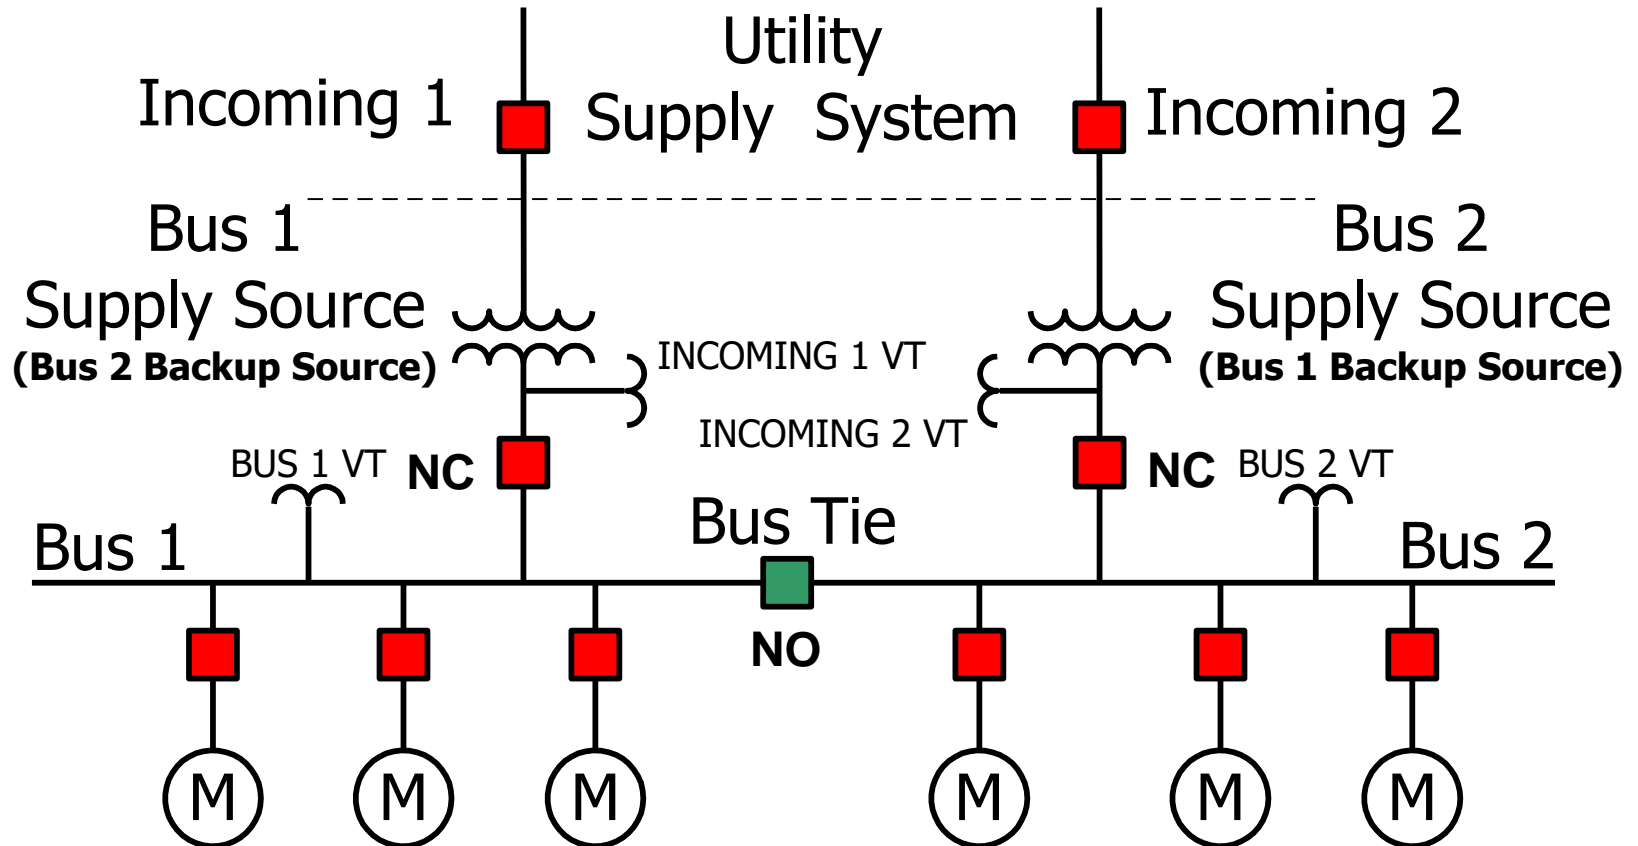 Utility
Supply System
Incoming 1
Incoming 2
Bus 1
Supply Source
(Bus 2 Backup Source)
Bus 2
Supply Source
(Bus 1 Backup Source)
INCOMING 1 VT
INCOMING 2 VT
BUS 1 VT
NC
NC
BUS 2 VT
Bus 1
Bus Tie
Bus 2
NO
M
M
M
M
M
M